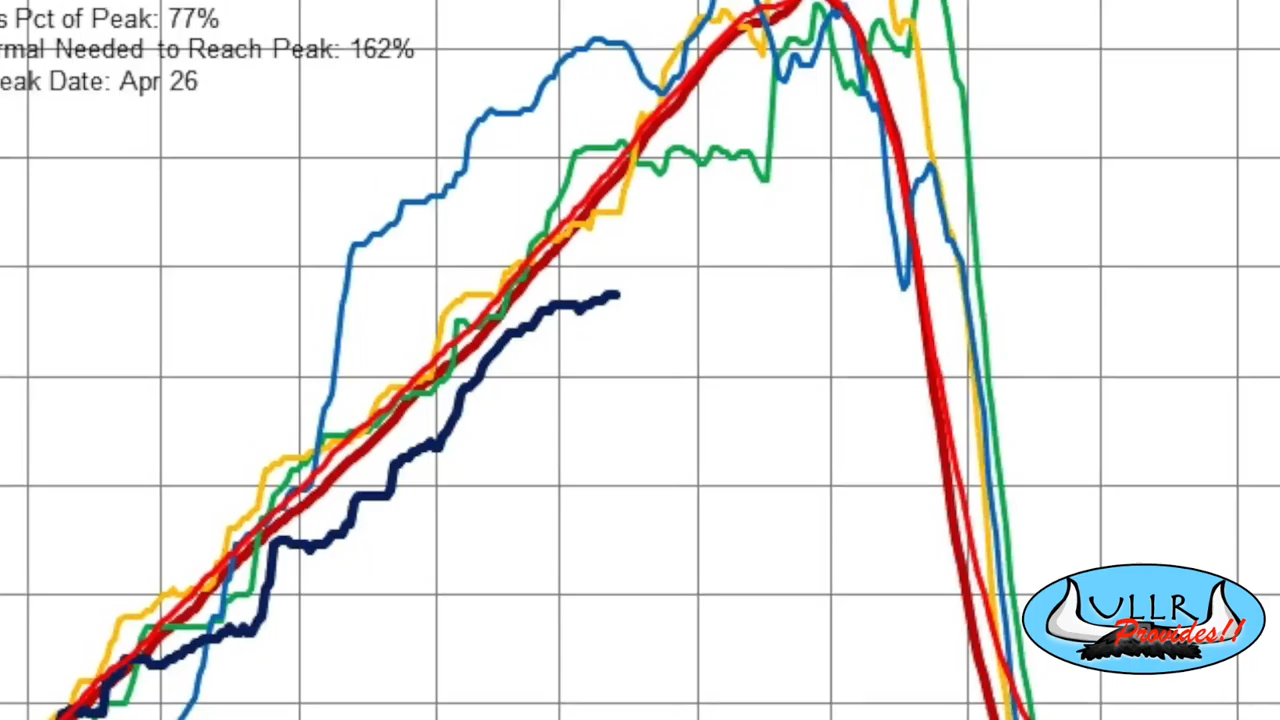 s Pct of Peak: 77%
rmal Needed to Reach Peak: 162%
eak Date: Apr 26
ULLR
Provides!!